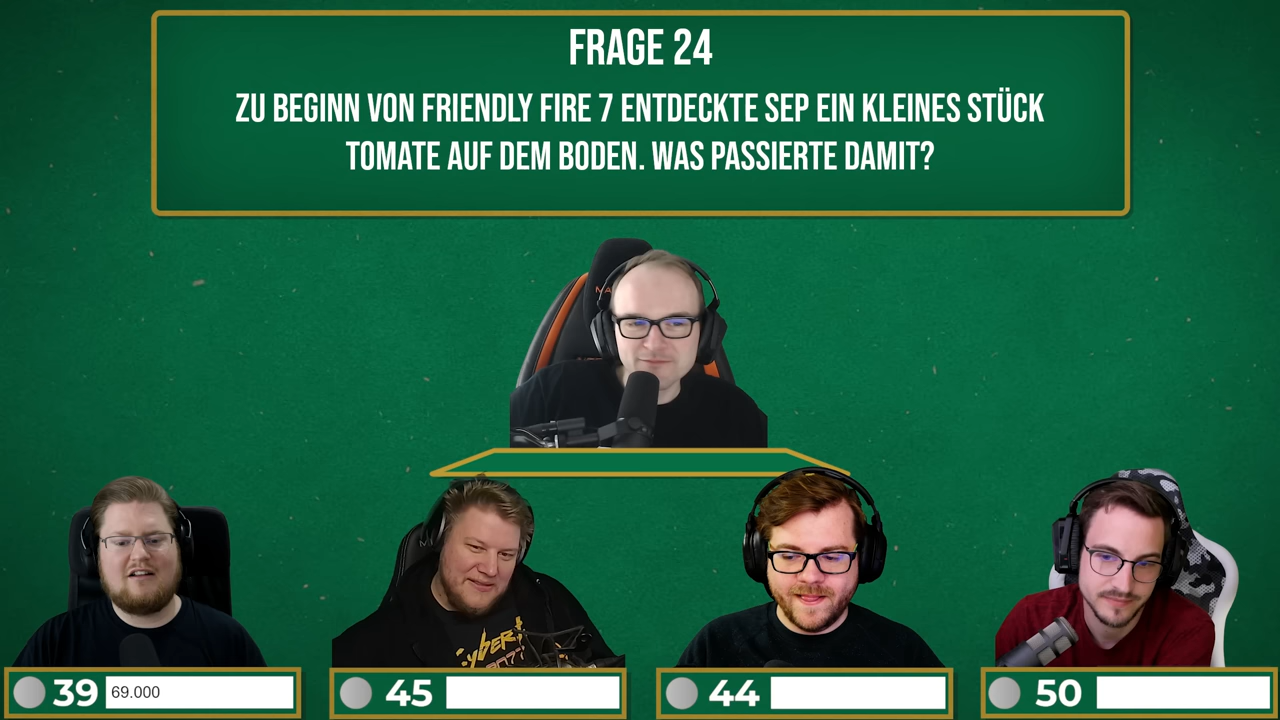 FRAGE 24
ZU BEGINN VON FRIENDLY FIRE 7 ENTDECKTE SEP EIN KLEINES STÜCK
TOMATE AUF DEM BODEN. WAS PASSIERTE DAMIT?
39 69.000
45
44
50